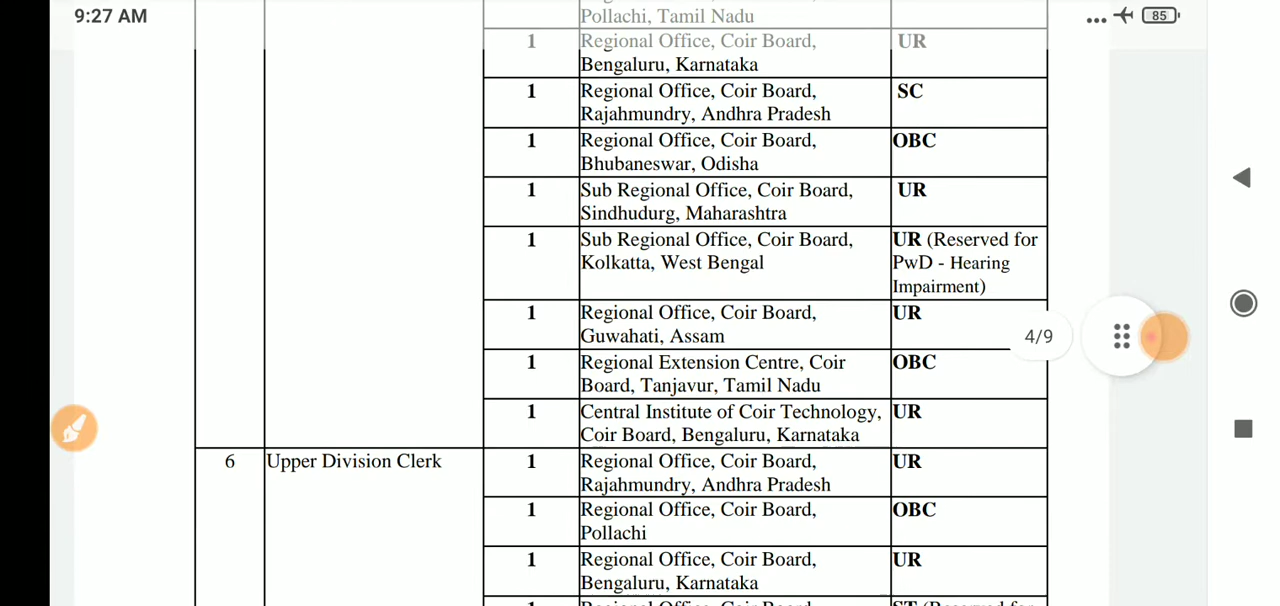 9:27 AM
85
Pollachi, Tamil Nadu
1 Regional Office, Coir Board, UR
Bengaluru, Karnataka
1 Regional Office, Coir Board, SC
Rajahmundry, Andhra Pradesh
1 Regional Office, Coir Board, OBC
Bhubaneswar, Odisha
1 Sub Regional Office, Coir Board, UR
Sindhudurg, Maharashtra
1 Sub Regional Office, Coir Board, UR (Reserved for
Kolkatta, West Bengal PwD - Hearing
Impairment)
1 Regional Office, Coir Board, UR
Guwahati, Assam
4/9
1 Regional Extension Centre, Coir OBC
Board, Tanjavur, Tamil Nadu
1 Central Institute of Coir Technology, UR
Coir Board, Bengaluru, Karnataka
6 Upper Division Clerk 1 Regional Office, Coir Board, UR
Rajahmundry, Andhra Pradesh
1 Regional Office, Coir Board, OBC
Pollachi
1 Regional Office, Coir Board, UR
Bengaluru, Karnataka